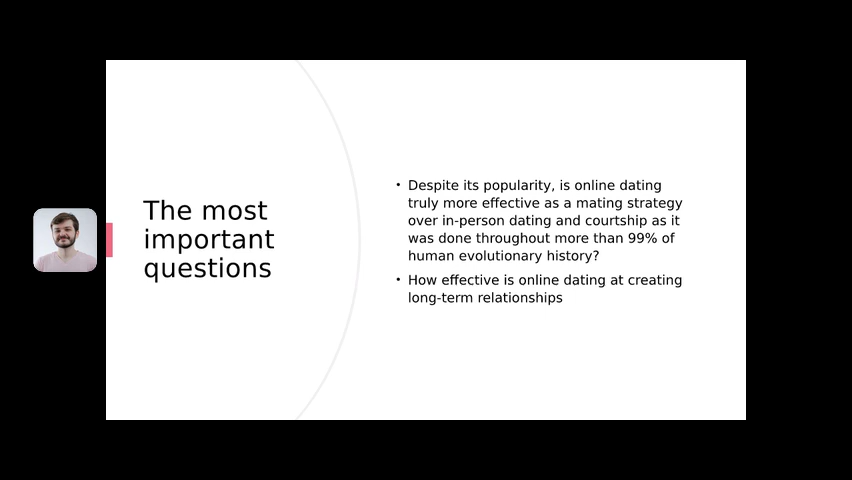 The most
important
questions
• Despite its popularity, is online dating
truly more effective as a mating strategy
over in-person dating and courtship as it
was done throughout more than 99% of
human evolutionary history?
• How effective is online dating at creating
long-term relationships